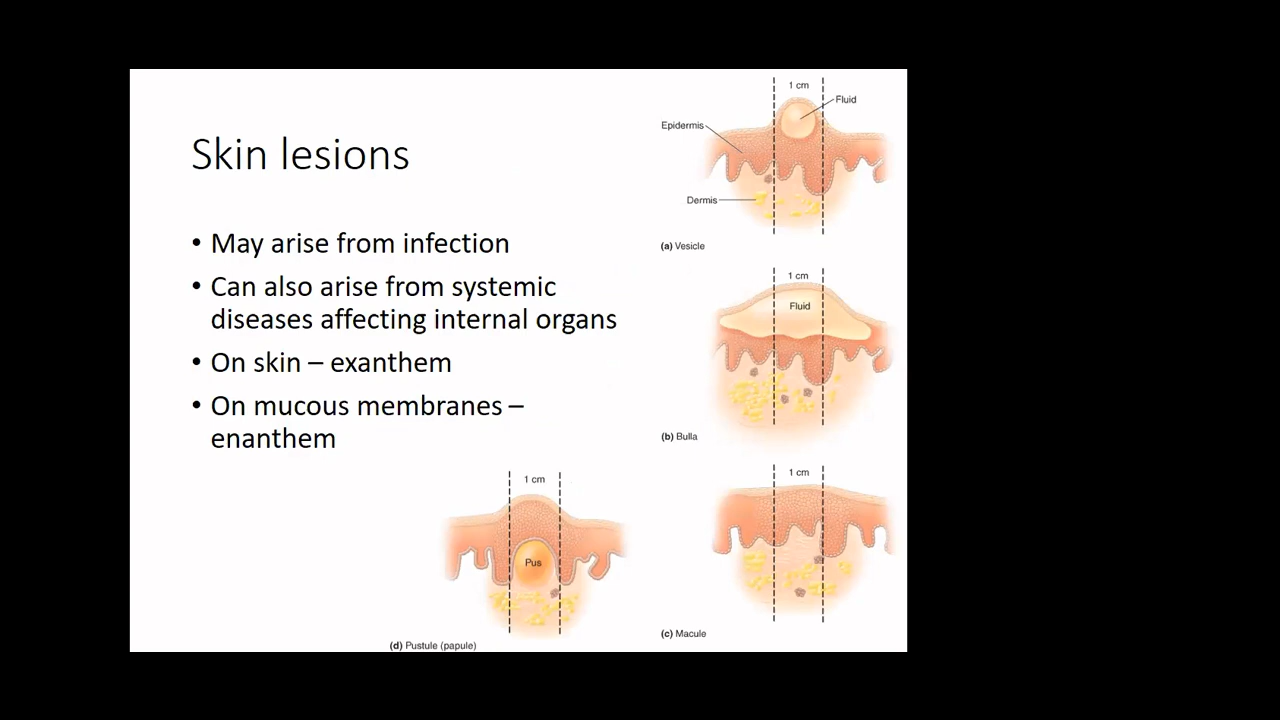 Skin lesions
• May arise from infection
• Can also arise from systemic
diseases affecting internal organs
• On skin – exanthem
• On mucous membranes –
enanthem
1 cm
Fluid
Epidermis
Dermis
(a) Vesicle
1 cm
Fluid
(b) Bulla
1 cm
(c) Macule
1 cm
Pus
(d) Pustule (papule)